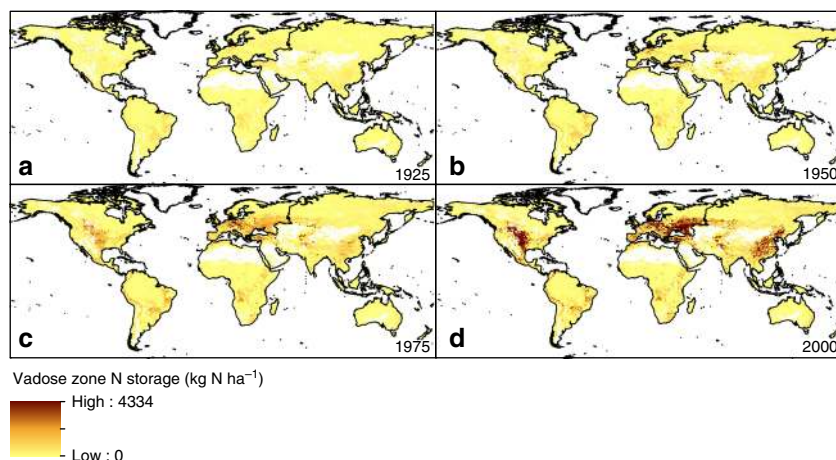 a
1925
b
1950
c
1975
d
2000
Vadose zone N storage (kg N ha⁻¹)
High : 4334
Low : 0